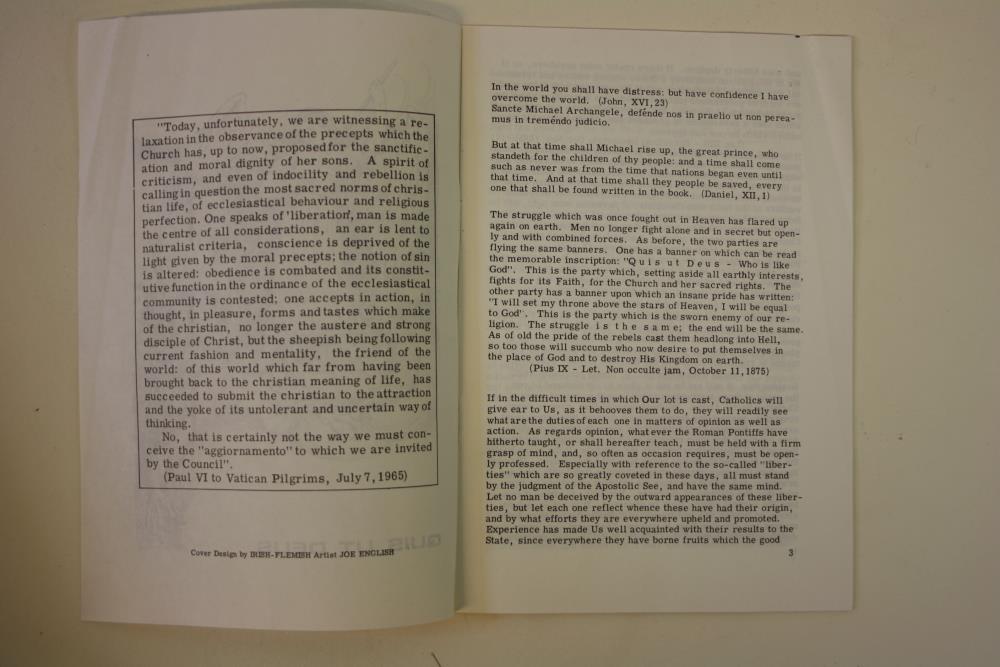 "Today, unfortunately, we are witnessing a re-
laxation in the observance of the precepts which the
Church has, up to now, proposed for the sanctific-
ation and moral dignity of her sons. A spirit of
criticism, and even of indocility and rebellion is
calling in question the most sacred norms of chris-
tian life, of ecclesiastical behaviour and religious
perfection. One speaks of 'liberation', man is made
the centre of all considerations, an ear is lent to
naturalist criteria, conscience is deprived of the
light given by the moral precepts; the notion of sin
is altered: obedience is combated and its constit-
utive function in the ordinance of the ecclesiastical
community is contested; one accepts in action, in
thought, in pleasure, forms and tastes which make
of the christian, no longer the austere and strong
disciple of Christ, but the sheepish being following
current fashion and mentality, the friend of the
world: of this world which far from having been
brought back to the christian meaning of life, has
succeeded to submit the christian to the attraction
and the yoke of its untolerant and uncertain way of
thinking.
No, that is certainly not the way we must con-
ceive the "aggiornamento" to which we are invited
by the Council".
(Paul VI to Vatican Pilgrims, July 7, 1965)
QUIS UT DEUS
Cover Design by IRISH-FLEMISH Artist JOE ENGLISH
In the world you shall have distress: but have confidence I have
overcome the world. (John, XVI, 23)
Sancte Michael Archangele, defénde nos in praelio ut non perea-
mus in treméndo judicio.
But at that time shall Michael rise up, the great prince, who
standeth for the children of thy people: and a time shall come
such as never was from the time that nations began even until
that time. And at that time shall they people be saved, every
one that shall be found written in the book. (Daniel, XII, 1)
The struggle which was once fought out in Heaven has flared up
again on earth. Men no longer fight alone and in secret but open-
ly and with combined forces. As before, the two parties are
flying the same banners. One has a banner on which can be read
the memorable inscription: "Quis ut Deus - Who is like
God". This is the party which, setting aside all earthly interests,
fights for its Faith, for the Church and her sacred rights. The
other party has a banner upon which an insane pride has written:
"I will set my throne above the stars of Heaven, I will be equal
to God". This is the party which is the sworn enemy of our re-
ligion. The struggle is the same; the end will be the same.
As of old the pride of the rebels cast them headlong into Hell,
so too those will succumb who now desire to put themselves in
the place of God and to destroy His Kingdom on earth.
(Pius IX - Let. Non occulte jam, October 11, 1875)
If in the difficult times in which Our lot is cast, Catholics will
give ear to Us, as it behooves them to do, they will readily see
what are the duties of each one in matters of opinion as well as
action. As regards opinion, what ever the Roman Pontiffs have
hitherto taught, or shall hereafter teach, must be held with a firm
grasp of mind, and, so often as occasion requires, must be open-
ly professed. Especially with reference to the so-called "liber-
ties" which are so greatly coveted in these days, all must stand
by the judgment of the Apostolic See, and have the same mind.
Let no man be deceived by the outward appearances of these liber-
ties, but let each one reflect whence these have had their origin,
and by what efforts they are everywhere upheld and promoted.
Experience has made Us well acquainted with their results to the
State, since everywhere they have borne fruits which the good
3